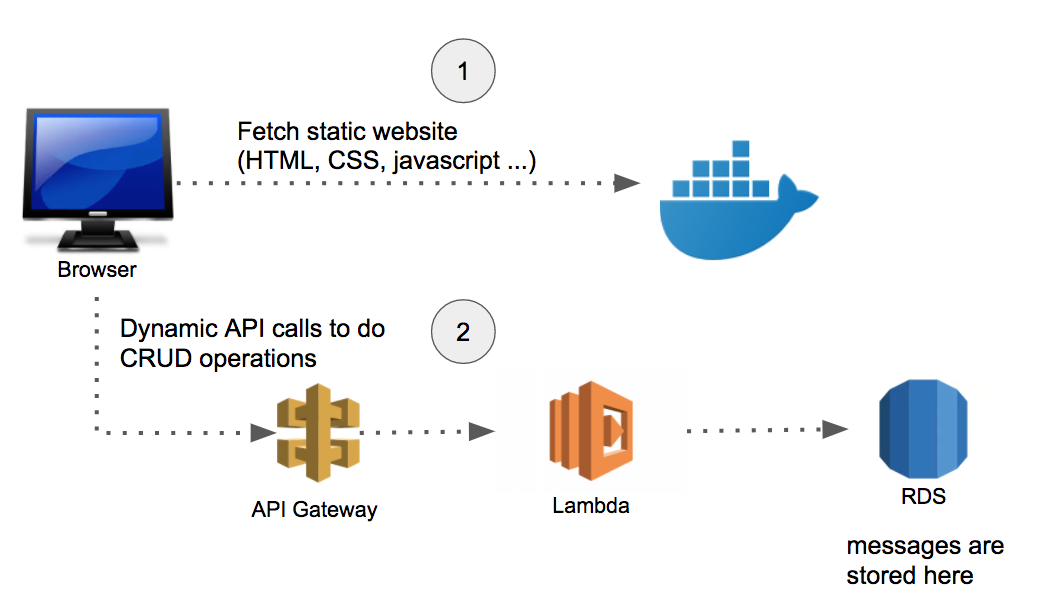 1
Fetch static website
(HTML, CSS, javascript ...)
Browser
Dynamic API calls to do
CRUD operations
2
API Gateway
Lambda
RDS
messages are
stored here